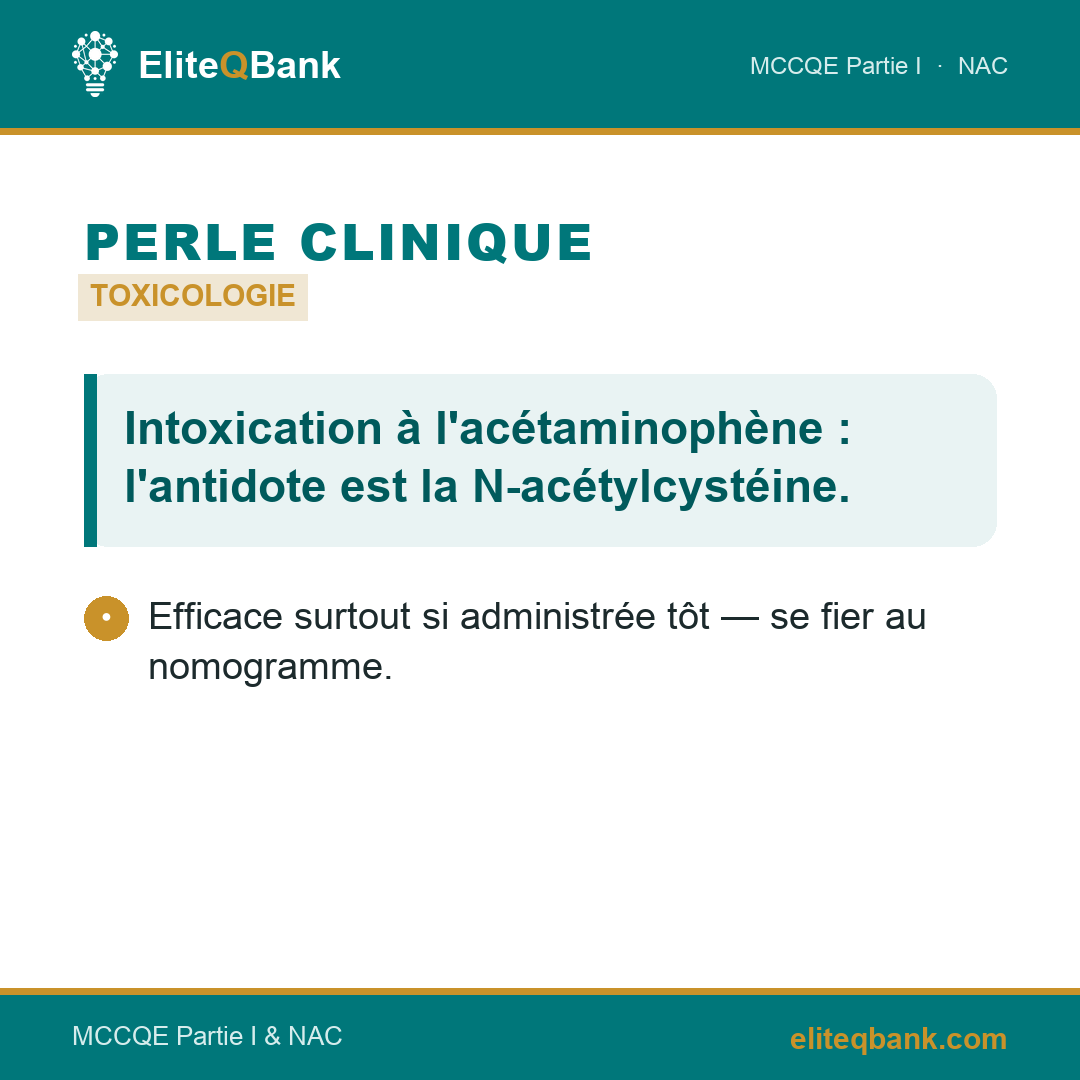 EliteQBank
MCCQE Partie I · NAC
PERLE CLINIQUE
TOXICOLOGIE
Intoxication à l'acétaminophène :
l'antidote est la N-acétylcystéine.
Efficace surtout si administrée tôt — se fier au
nomogramme.
MCCQE Partie I & NAC
eliteqbank.com